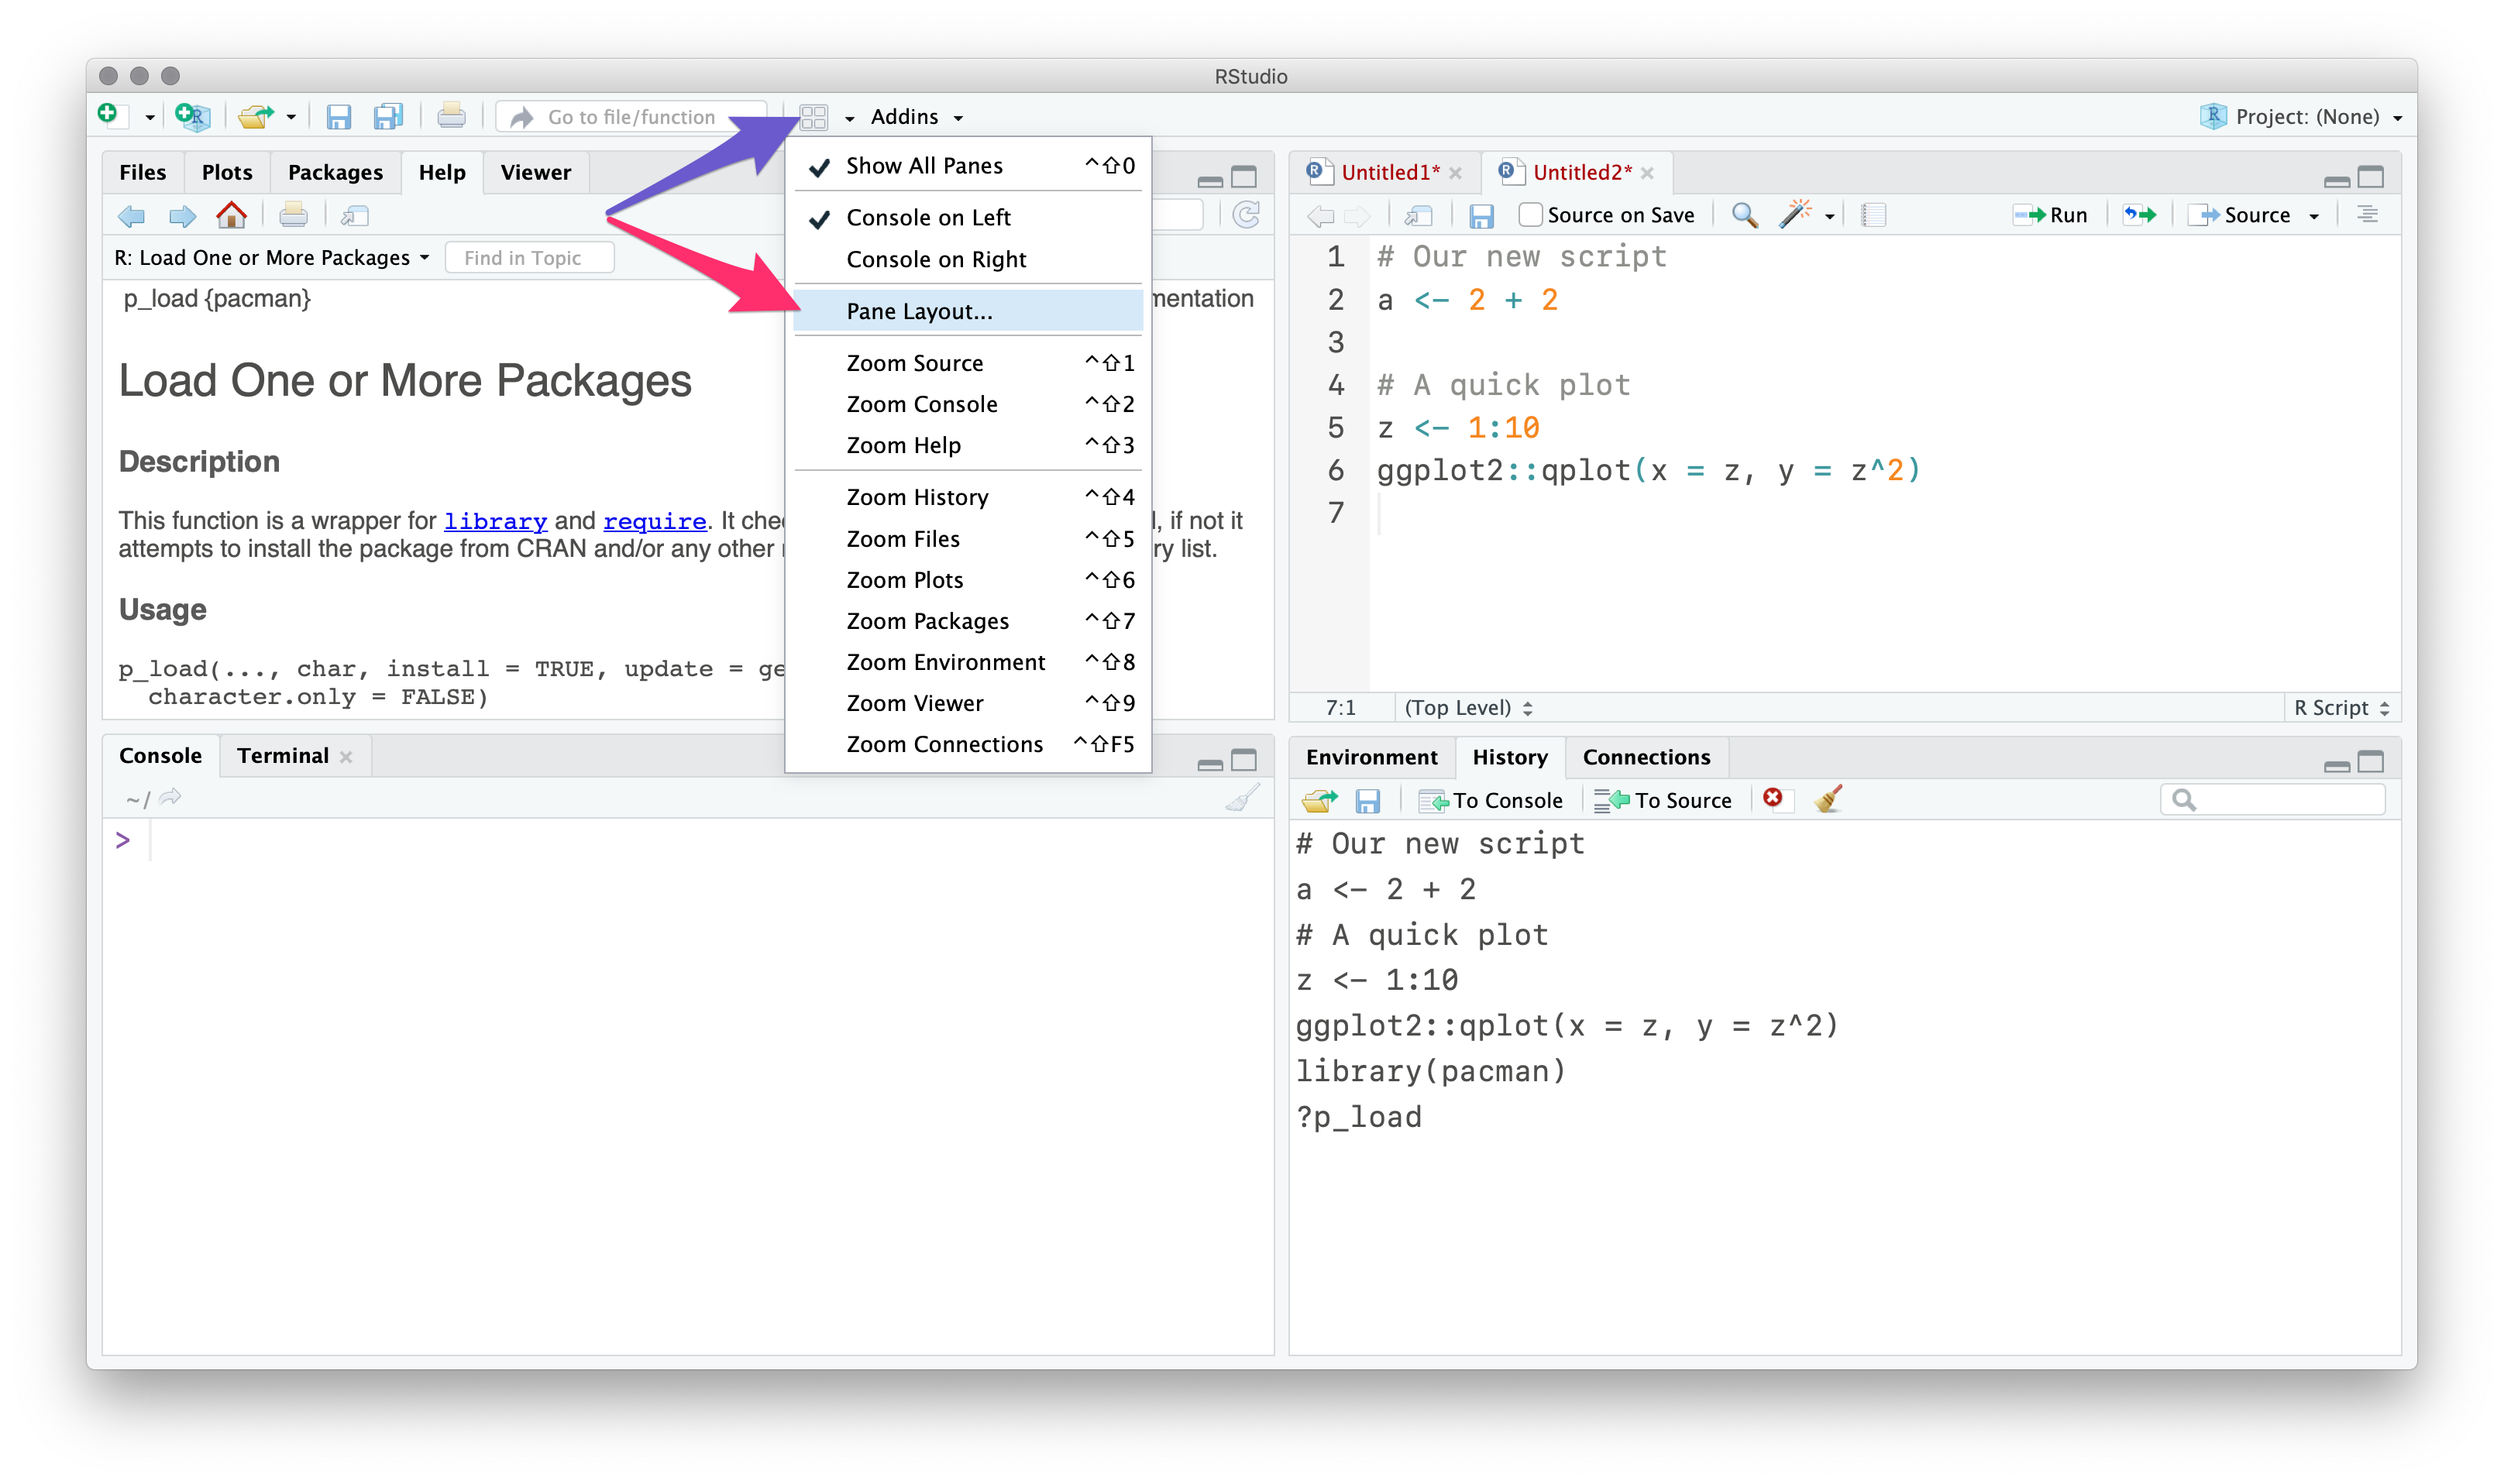 RStudio
Go to file/function
Addins
Project: (None)
Files Plots Packages Help Viewer
R: Load One or More Packages Find in Topic
p_load {pacman}
mentation
Load One or More Packages
Description
This function is a wrapper for library and require. It che
, if not it
attempts to install the package from CRAN and/or any other
ry list.
Usage
p_load(..., char, install = TRUE, update = ge
character.only = FALSE)
Show All Panes ^⇧0
Console on Left
Console on Right
Pane Layout...
Zoom Source ^⇧1
Zoom Console ^⇧2
Zoom Help ^⇧3
Zoom History ^⇧4
Zoom Files ^⇧5
Zoom Plots ^⇧6
Zoom Packages ^⇧7
Zoom Environment ^⇧8
Zoom Viewer ^⇧9
Zoom Connections ^⇧F5
Untitled1* Untitled2*
Source on Save Run Source
1 # Our new script
2 a <- 2 + 2
3
4 # A quick plot
5 z <- 1:10
6 ggplot2::qplot(x = z, y = z^2)
7
7:1 (Top Level) R Script
Console Terminal
~/
>
Environment History Connections
To Console To Source
# Our new script
a <- 2 + 2
# A quick plot
z <- 1:10
ggplot2::qplot(x = z, y = z^2)
library(pacman)
?p_load